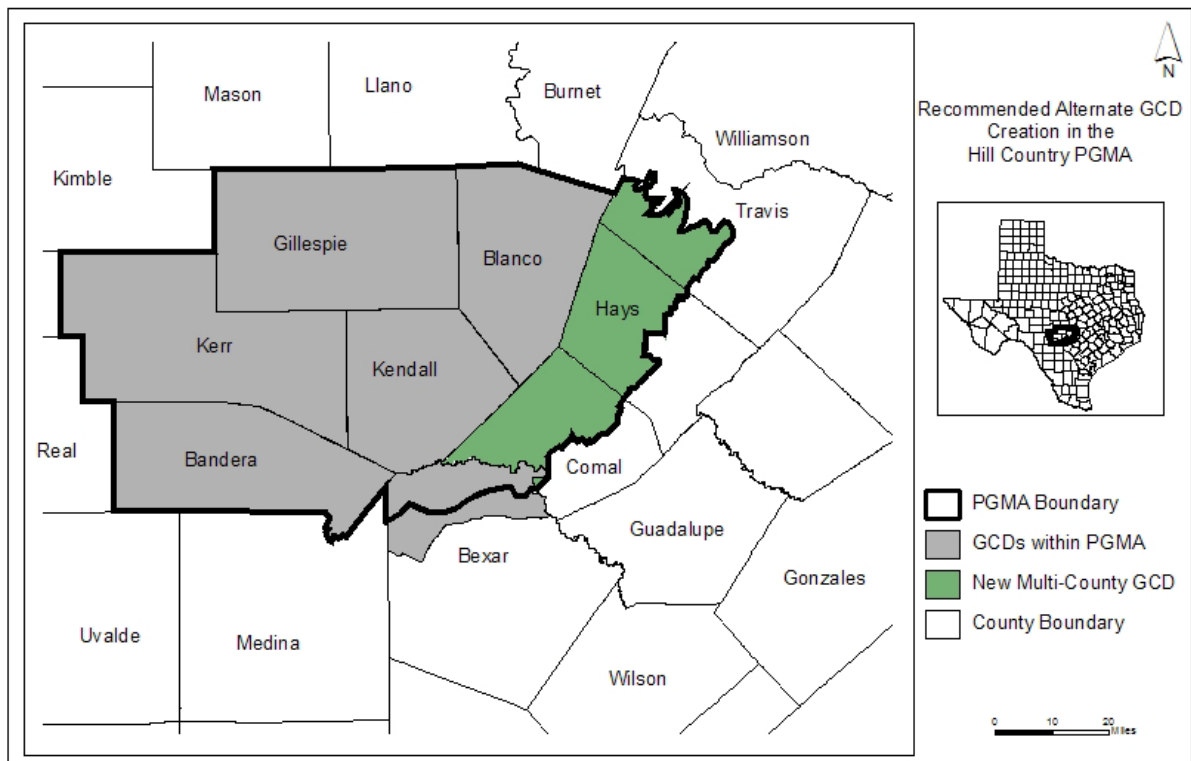 N
Recommended Alternate GCD
Creation in the
Hill Country PGMA
Mason
Llano
Burnet
Williamson
Kimble
Travis
Gillespie
Blanco
Hays
Kerr
Kendall
Real
Bandera
Comal
Guadalupe
Bexar
Gonzales
Uvalde
Medina
Wilson
PGMA Boundary
GCDs within PGMA
New Multi-County GCD
County Boundary
0 10 20
Miles